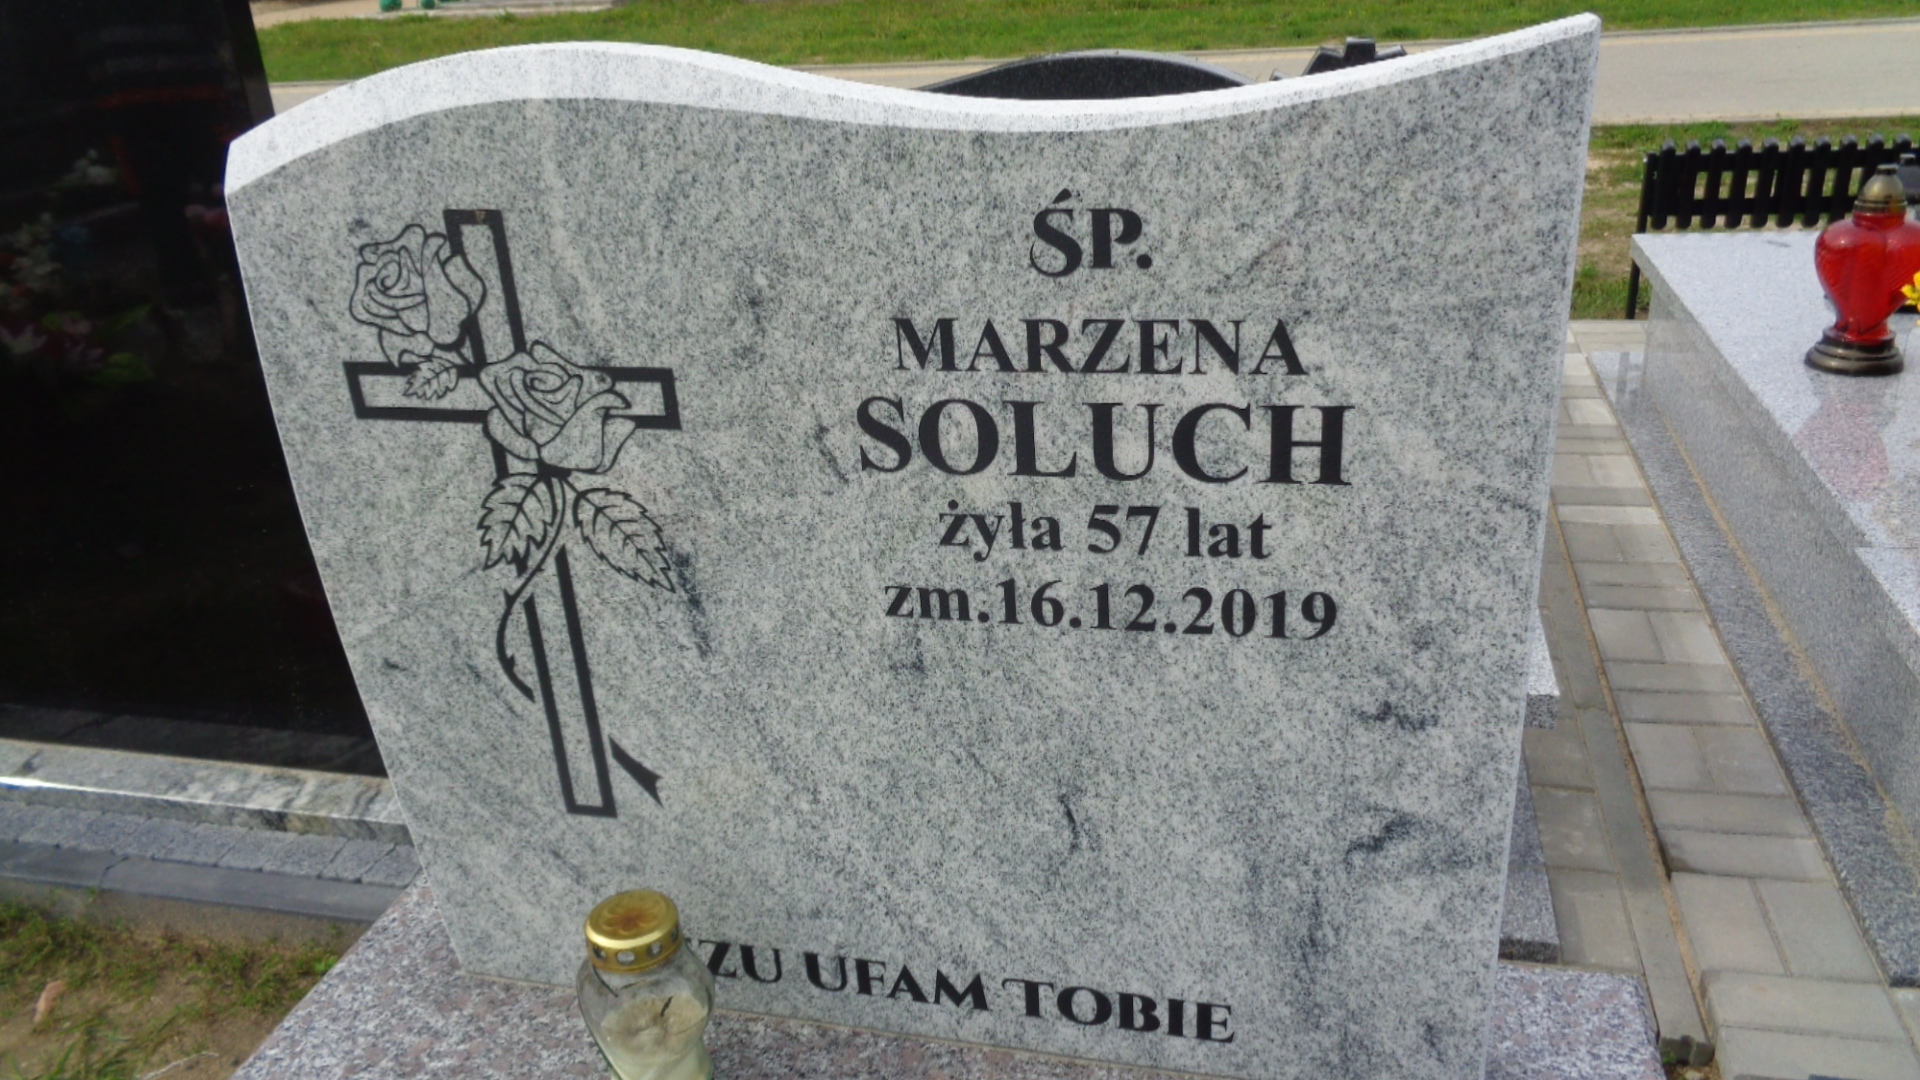 ŚP.
MARZENA
SOLUCH
żyła 57 lat
zm.16.12.2019
UFAM TOBIE